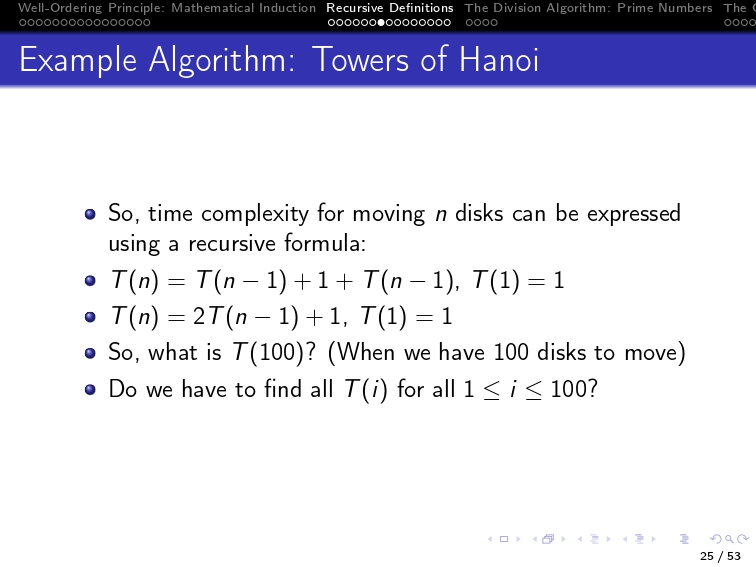 Well-Ordering Principle: Mathematical Induction Recursive Definitions The Division Algorithm: Prime Numbers The
Example Algorithm: Towers of Hanoi
So, time complexity for moving n disks can be expressed
using a recursive formula:
T(n) = T(n − 1) + 1 + T(n − 1), T(1) = 1
T(n) = 2T(n − 1) + 1, T(1) = 1
So, what is T(100)? (When we have 100 disks to move)
Do we have to find all T(i) for all 1 ≤ i ≤ 100?
25 / 53